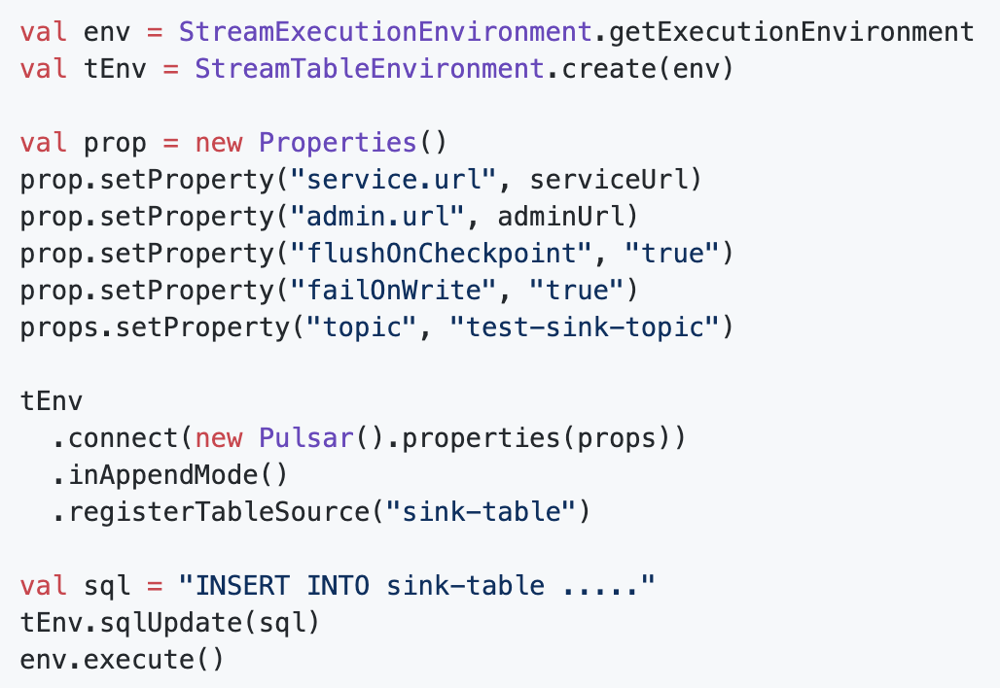 val env = StreamExecutionEnvironment.getExecutionEnvironment
val tEnv = StreamTableEnvironment.create(env)

val prop = new Properties()
prop.setProperty("service.url", serviceUrl)
prop.setProperty("admin.url", adminUrl)
prop.setProperty("flushOnCheckpoint", "true")
prop.setProperty("failOnWrite", "true")
props.setProperty("topic", "test-sink-topic")

tEnv
  .connect(new Pulsar().properties(props))
  .inAppendMode()
  .registerTableSource("sink-table")

val sql = "INSERT INTO sink-table ....."
tEnv.sqlUpdate(sql)
env.execute()